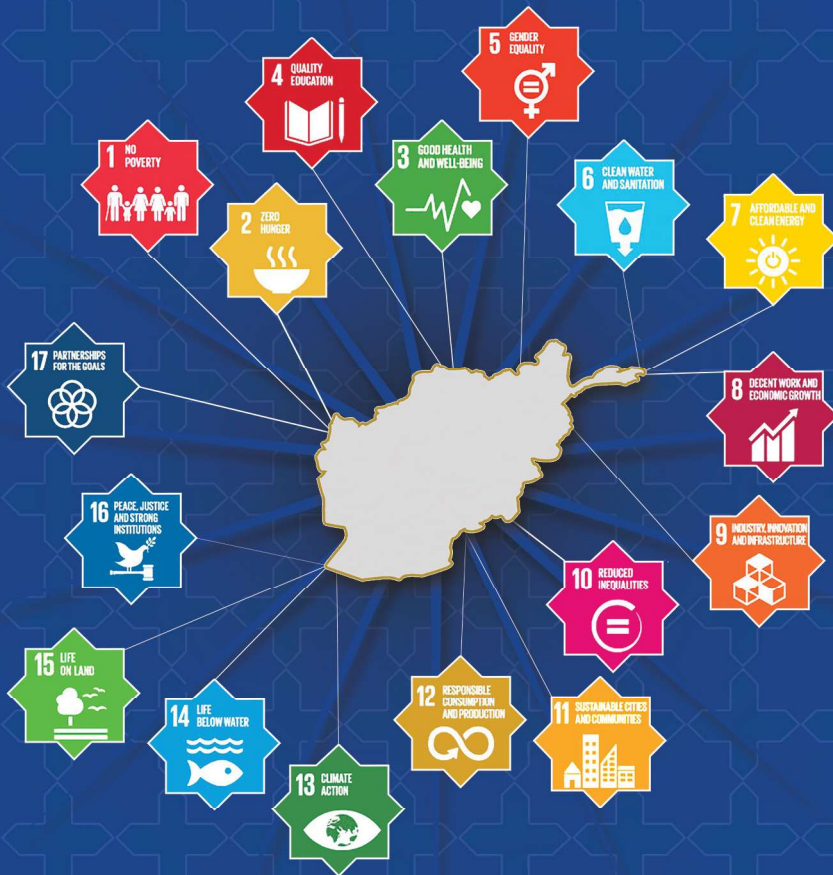 1 NO
POVERTY
2 ZERO
HUNGER
3 GOOD HEALTH
AND WELL-BEING
4 QUALITY
EDUCATION
5 GENDER
EQUALITY
6 CLEAN WATER
AND SANITATION
7 AFFORDABLE AND
CLEAN ENERGY
8 DECENT WORK AND
ECONOMIC GROWTH
9 INDUSTRY, INNOVATION
AND INFRASTRUCTURE
10 REDUCED
INEQUALITIES
11 SUSTAINABLE CITIES
AND COMMUNITIES
12 RESPONSIBLE
CONSUMPTION
AND PRODUCTION
13 CLIMATE
ACTION
14 LIFE
BELOW WATER
15 LIFE
ON LAND
16 PEACE, JUSTICE
AND STRONG
INSTITUTIONS
17 PARTNERSHIPS
FOR THE GOALS